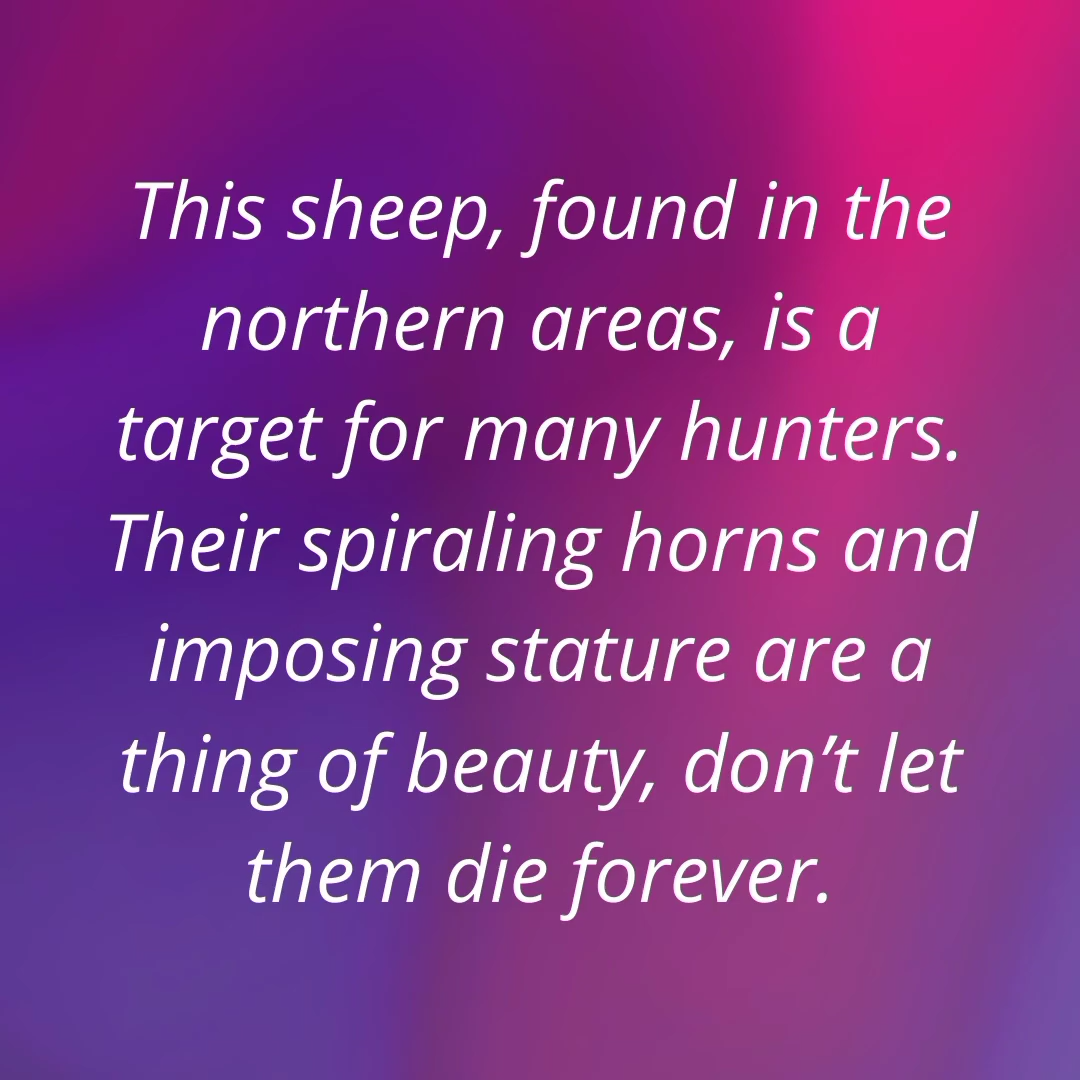 This sheep, found in the
northern areas, is a
target for many hunters.
Their spiraling horns and
imposing stature are a
thing of beauty, don’t let
them die forever.